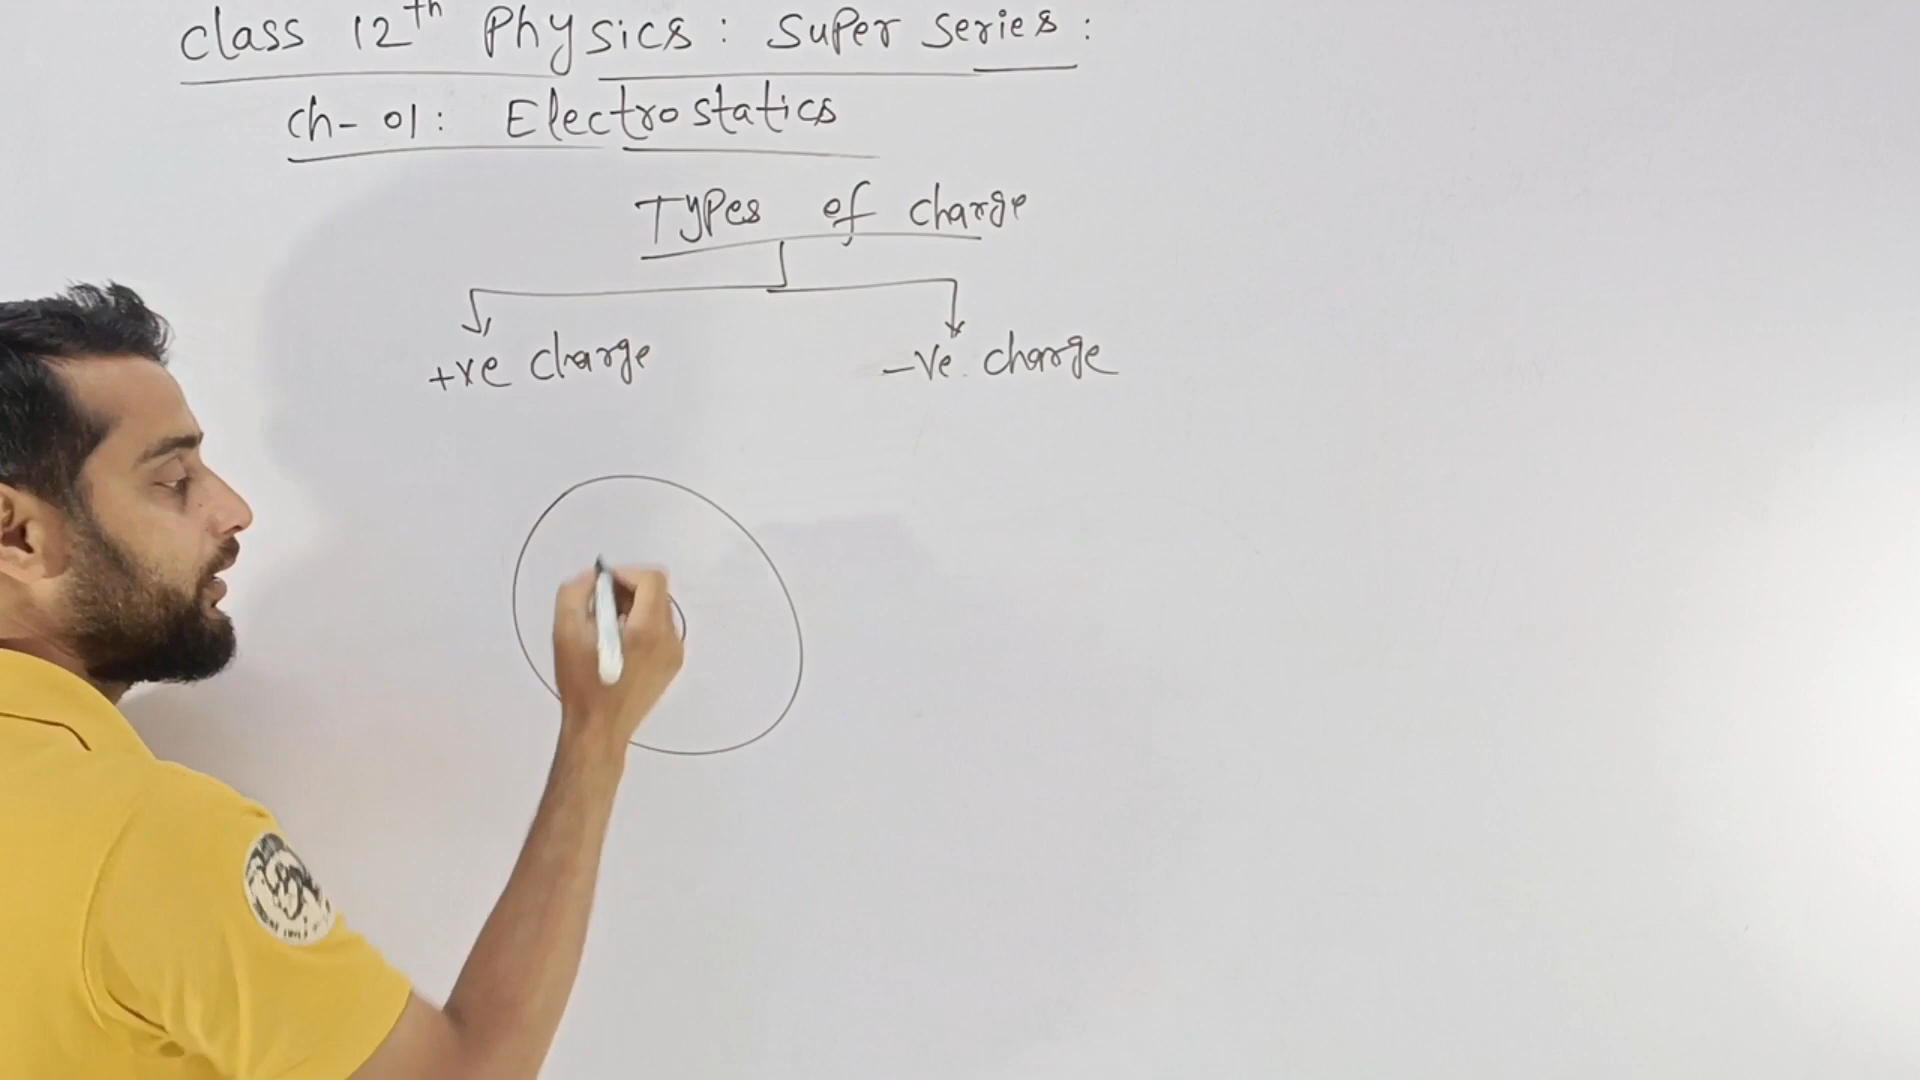 class 12th Physics : Super series :
ch- 01: Electrostatics
Types of charge
+ve charge
-ve charge